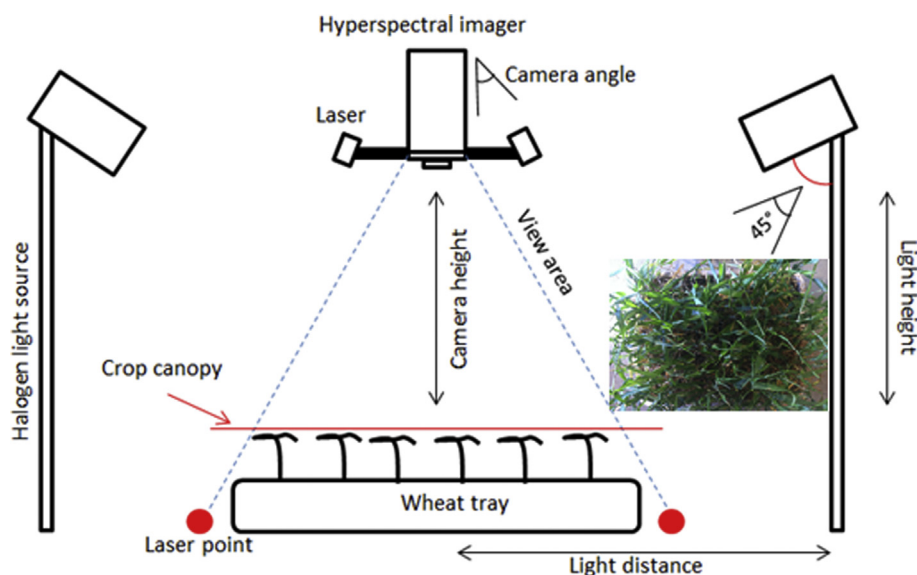 Hyperspectral imager
Camera angle
Laser
Halogen light source
Camera height
View area
45°
Light height
Crop canopy
Wheat tray
Laser point
Light distance